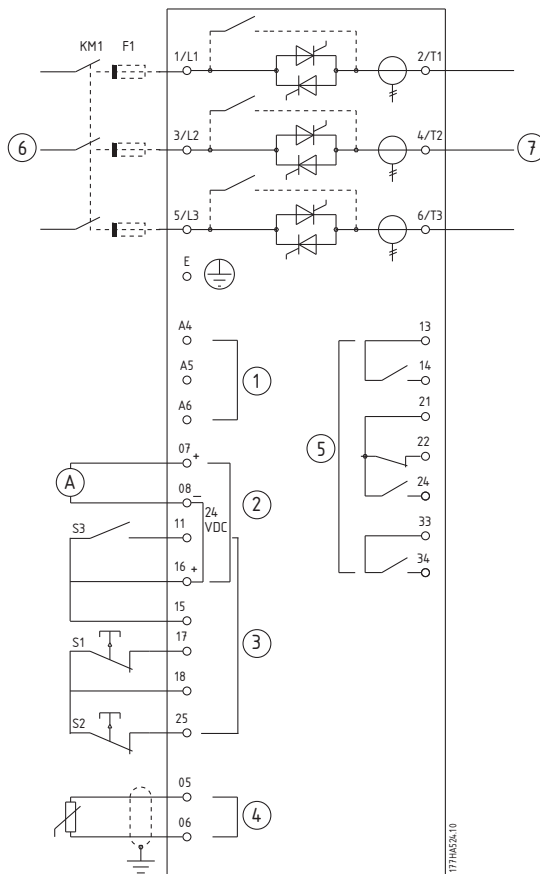 KM1 F1 1/L1 2/T1
6 3/L2 4/T2 7
5/L3 6/T3
E
A4
A5
A6
1
07 +
08 –
A
24
VDC
2
S3 11
16 +
15
3
S1 17
18
S2 25
05
06
4
13
14
21
22
24
5
33
34
177HA524.10